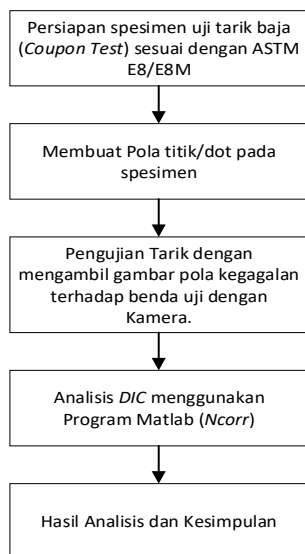 Persiapan spesimen uji tarik baja
(Coupon Test) sesuai dengan ASTM
E8/E8M
Membuat Pola titik/dot pada
spesimen
Pengujian Tarik dengan
mengambil gambar pola kegagalan
terhadap benda uji dengan
Kamera.
Analisis DIC menggunakan
Program Matlab (Ncorr)
Hasil Analisis dan Kesimpulan